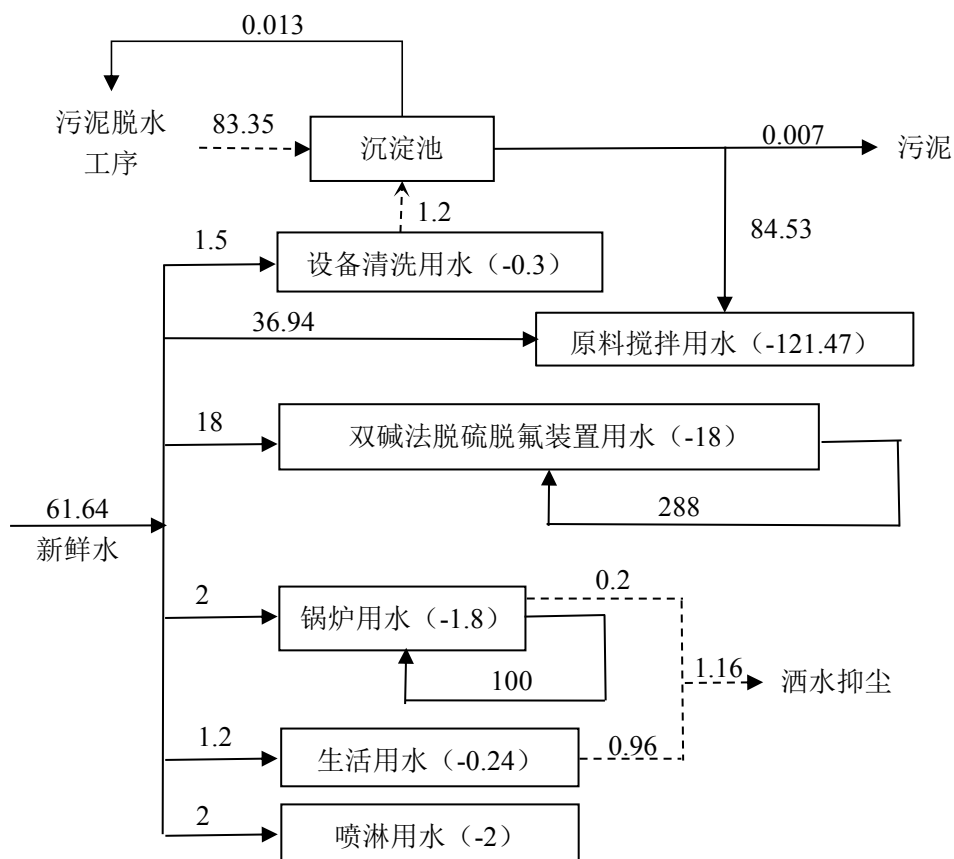 0.013
污泥脱水
工序
83.35
沉淀池
0.007
污泥
1.2
84.53
1.5
设备清洗用水（-0.3）
36.94
原料搅拌用水（-121.47）
18
双碱法脱硫脱氟装置用水（-18）
288
61.64
新鲜水
2
锅炉用水（-1.8）
0.2
100
1.16
洒水抑尘
1.2
生活用水（-0.24）
0.96
2
喷淋用水（-2）